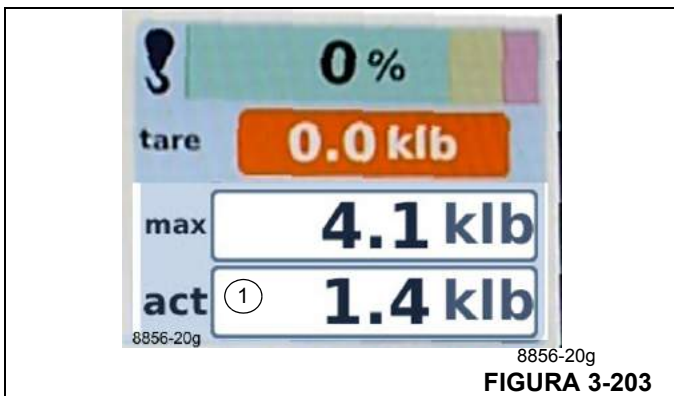 0%
tare 0.0 klb
max 4.1 klb
act 1 1.4 klb
8856-20g
8856-20g
FIGURA 3-203